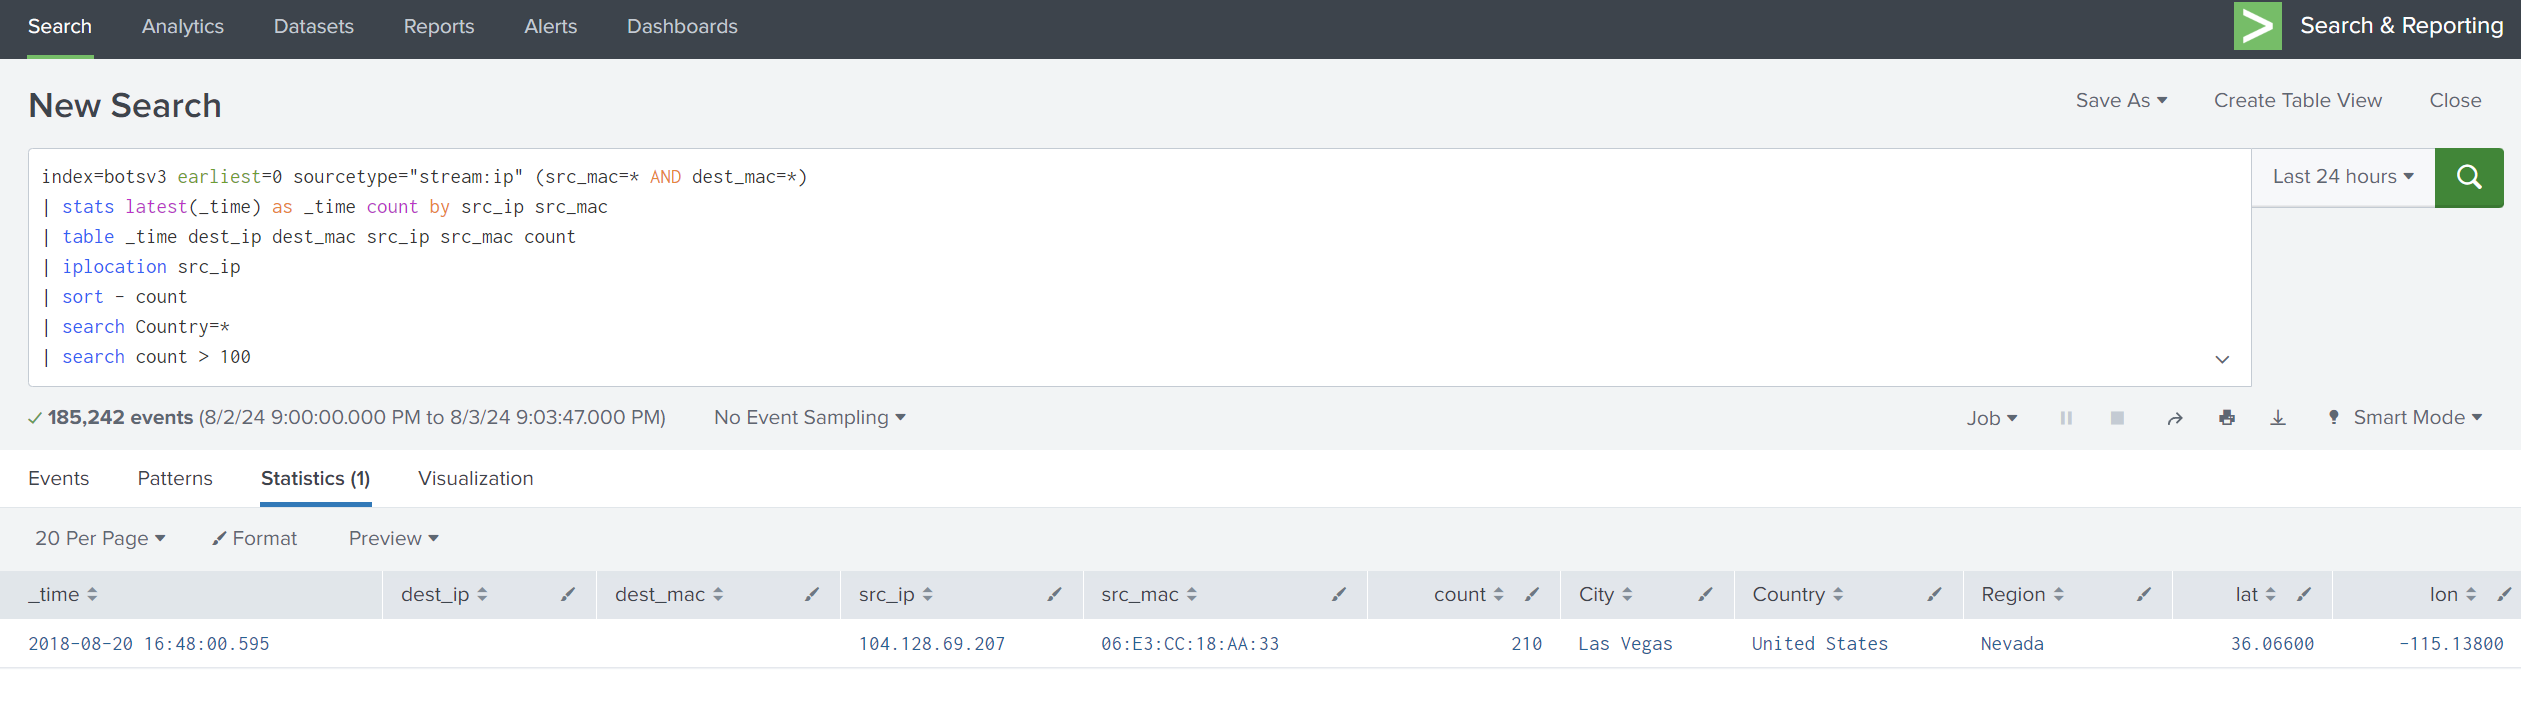 Search Analytics Datasets Reports Alerts Dashboards Search & Reporting
New Search Save As Create Table View Close
index=botsv3 earliest=0 sourcetype="stream:ip" (src_mac=* AND dest_mac=*) Last 24 hours
| stats latest(_time) as _time count by src_ip src_mac
| table _time dest_ip dest_mac src_ip src_mac count
| iplocation src_ip
| sort - count
| search Country=*
| search count > 100
185,242 events (8/2/24 9:00:00.000 PM to 8/3/24 9:03:47.000 PM) No Event Sampling Job Smart Mode
Events Patterns Statistics (1) Visualization
20 Per Page Format Preview
_time dest_ip dest_mac src_ip src_mac count City Country Region lat lon
2018-08-20 16:48:00.595 104.128.69.207 06:E3:CC:18:AA:33 210 Las Vegas United States Nevada 36.06600 -115.13800